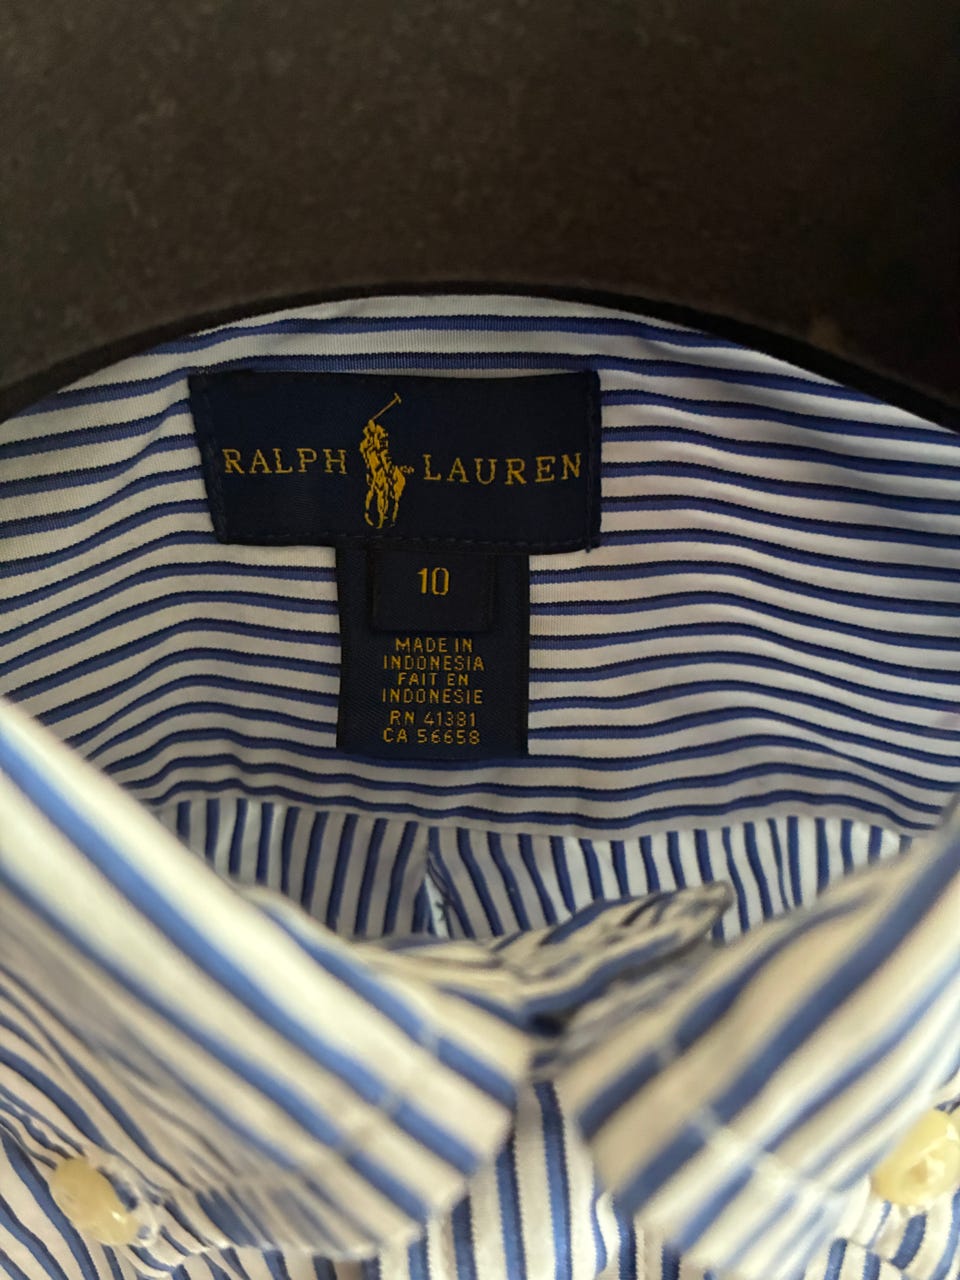 RALPH LAUREN
10
MADE IN
INDONESIA
FAIT EN
INDONESIE
RN 41381
CA 56658